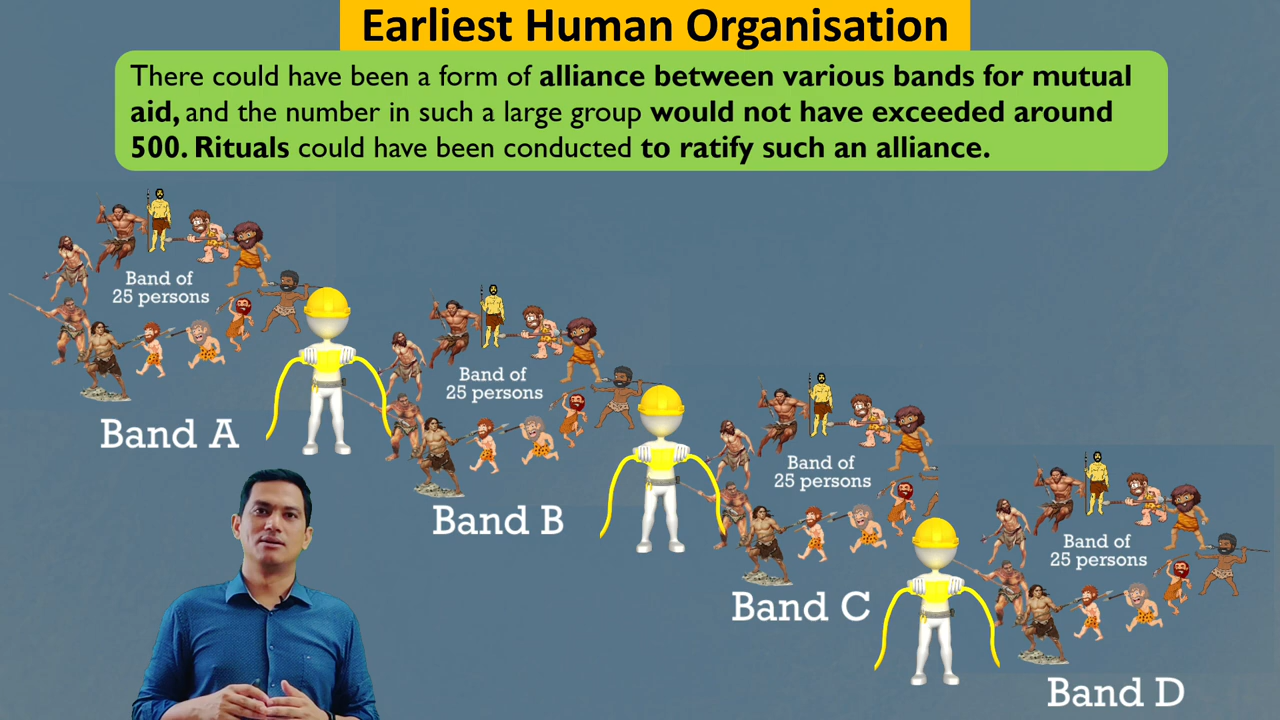 Earliest Human Organisation
There could have been a form of alliance between various bands for mutual
aid, and the number in such a large group would not have exceeded around
500. Rituals could have been conducted to ratify such an alliance.
Band of
25 persons
Band A
Band of
25 persons
Band B
Band of
25 persons
Band C
Band of
25 persons
Band D